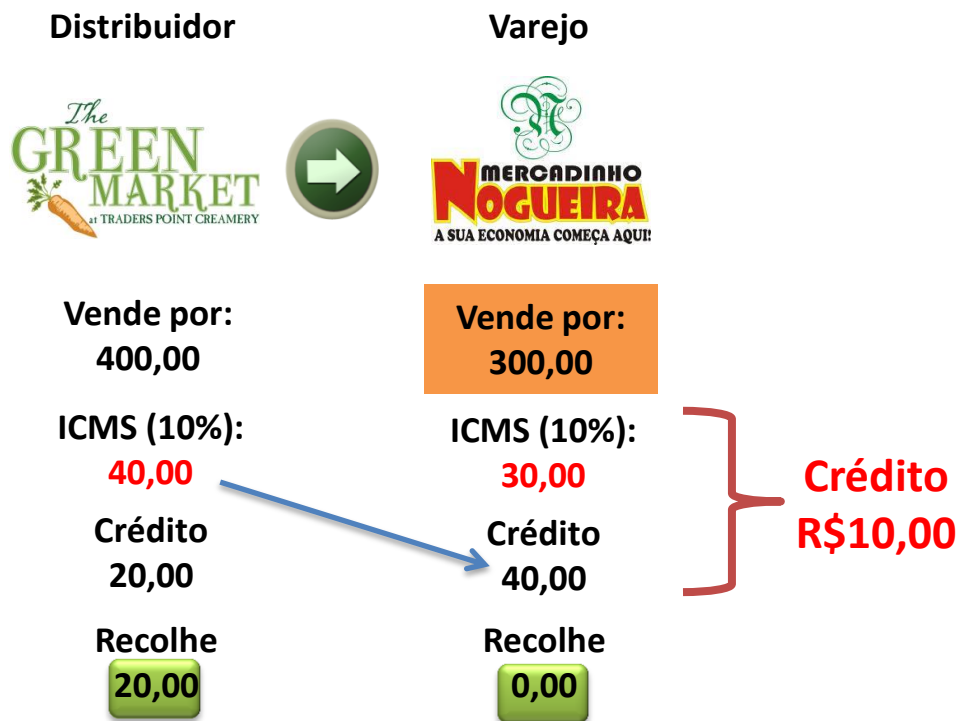 Distribuidor
Varejo
The
GREEN
MARKET
at TRADERS POINT CREAMERY
N
MERCADINHO
NOGUEIRA
A SUA ECONOMIA COMEÇA AQUI!
Vende por:
400,00
Vende por:
300,00
ICMS (10%):
40,00
ICMS (10%):
30,00
Crédito
20,00
Crédito
40,00
Crédito
R$10,00
Recolhe
20,00
Recolhe
0,00